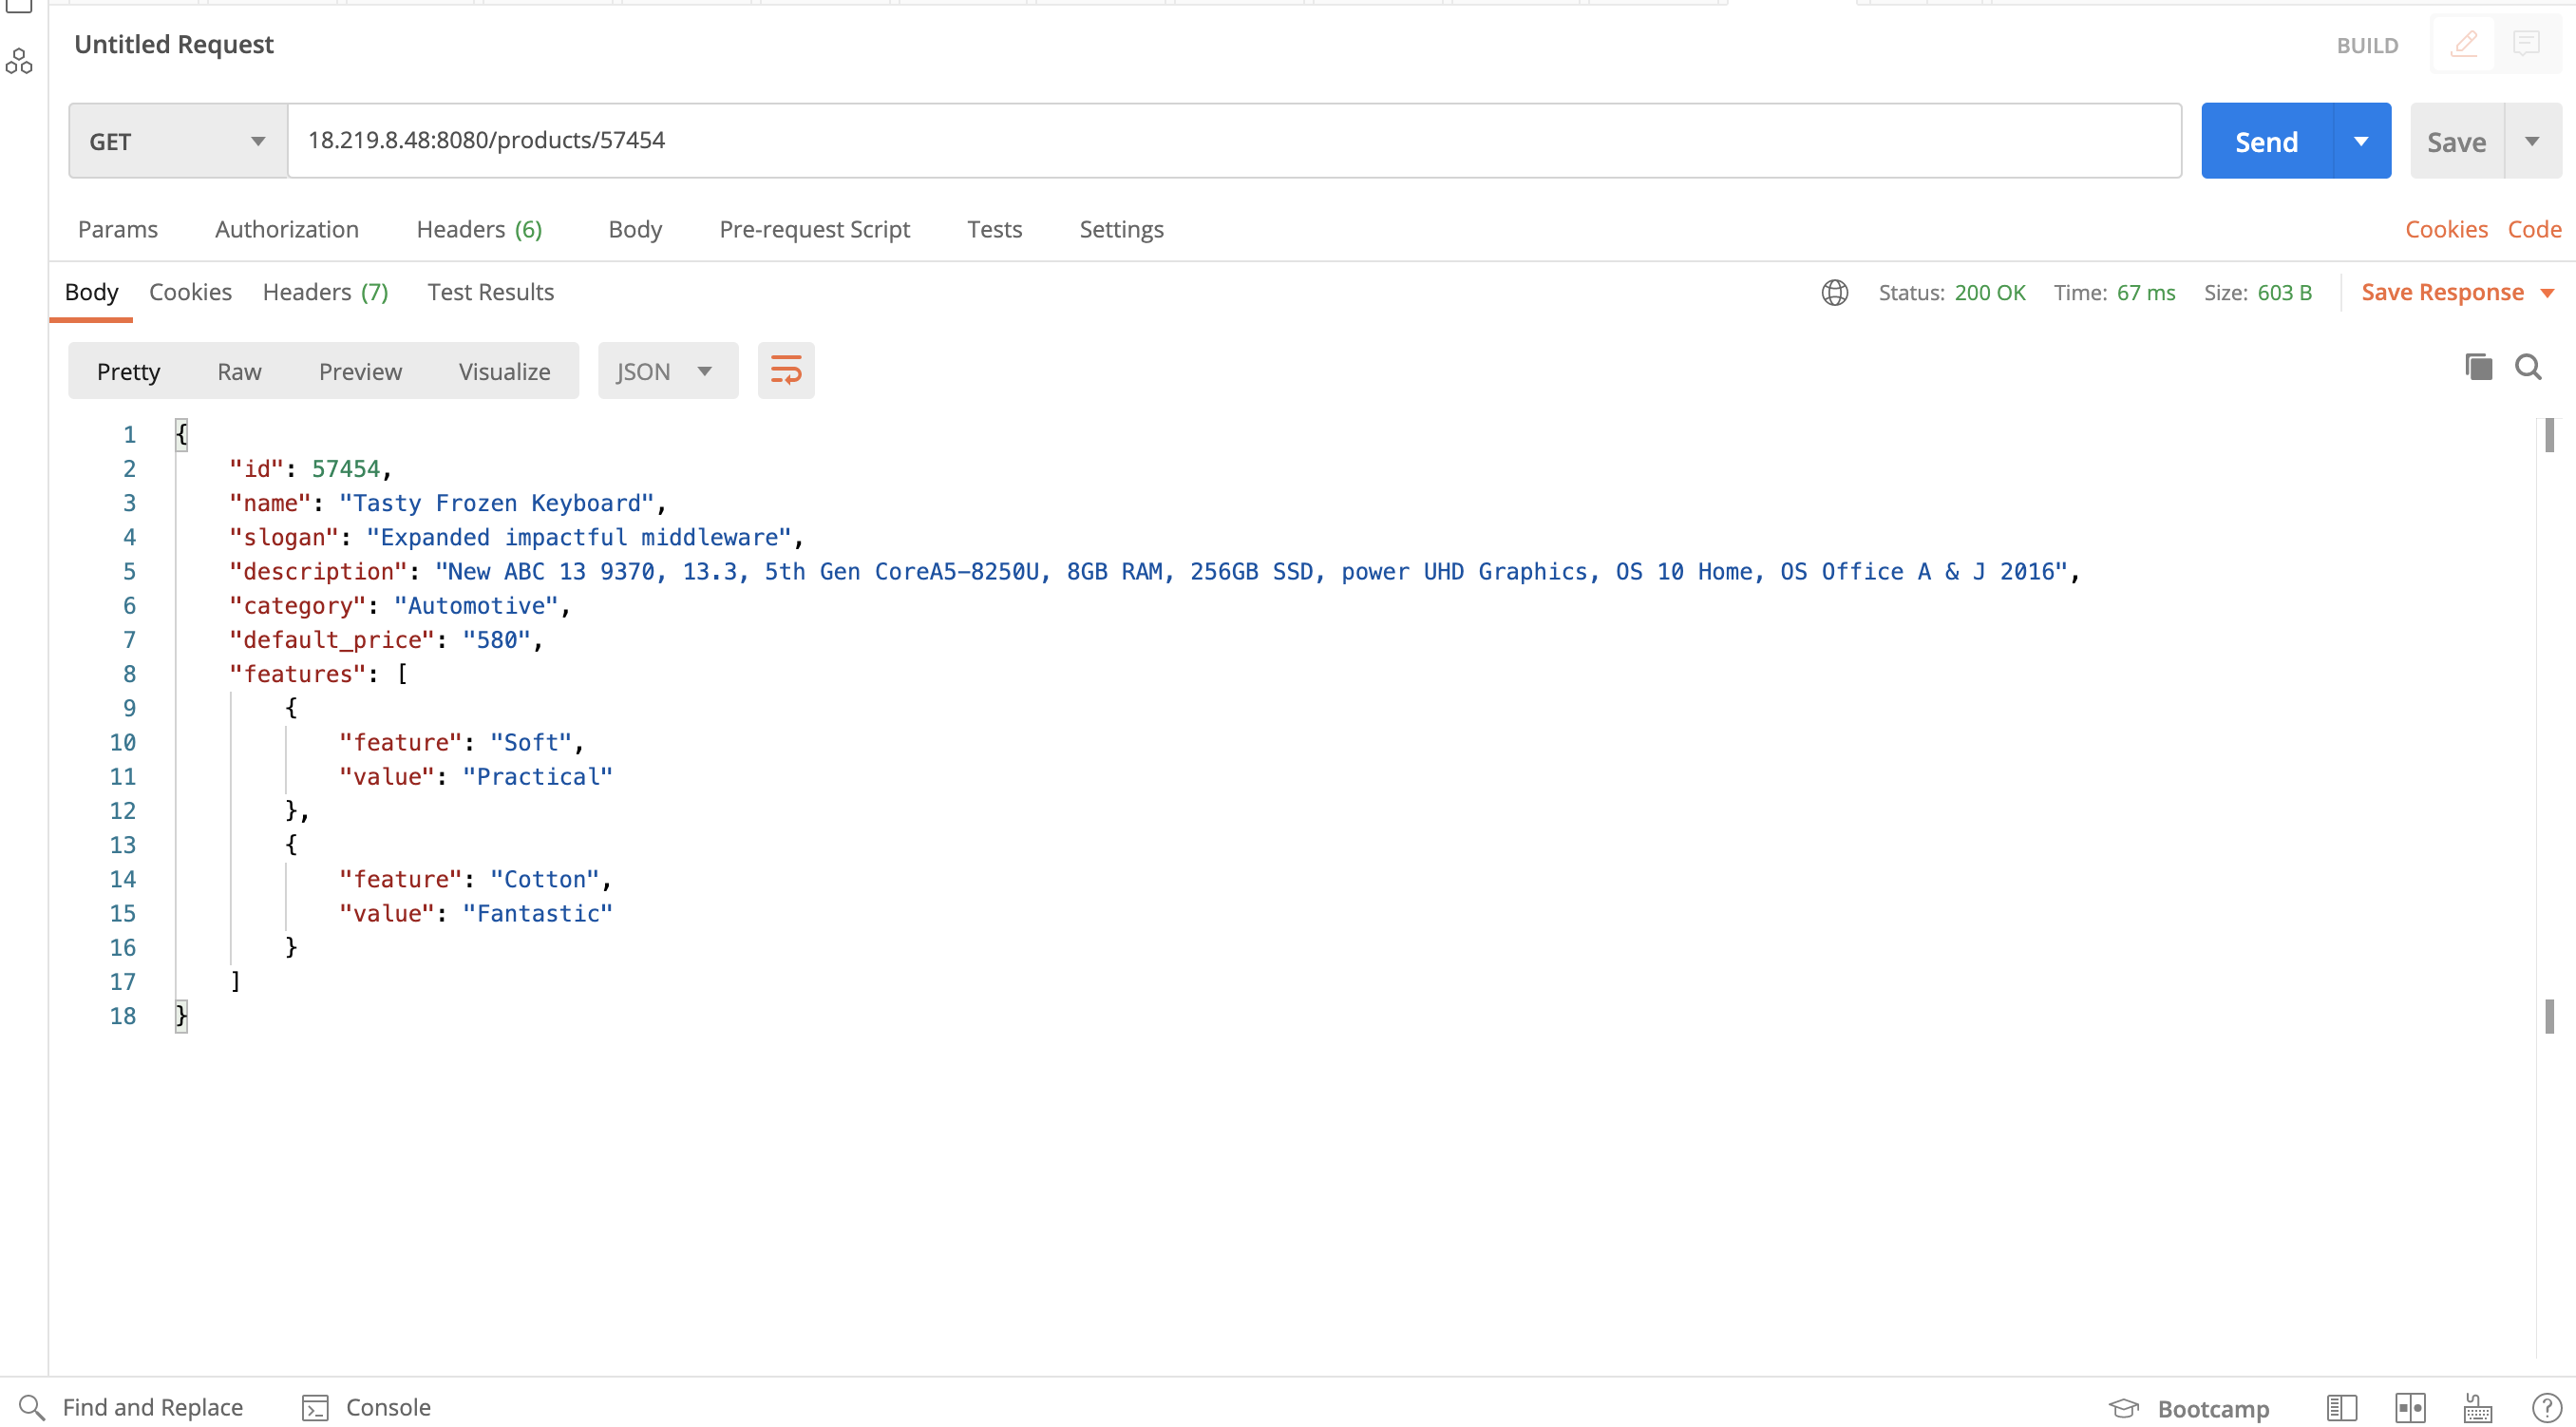 Untitled Request
BUILD
GET
18.219.8.48:8080/products/57454
Send
Save
Params Authorization Headers (6) Body Pre-request Script Tests Settings Cookies Code
Body Cookies Headers (7) Test Results Status: 200 OK Time: 67 ms Size: 603 B Save Response
Pretty Raw Preview Visualize JSON
1 {
2 "id": 57454,
3 "name": "Tasty Frozen Keyboard",
4 "slogan": "Expanded impactful middleware",
5 "description": "New ABC 13 9370, 13.3, 5th Gen CoreA5-8250U, 8GB RAM, 256GB SSD, power UHD Graphics, OS 10 Home, OS Office A & J 2016",
6 "category": "Automotive",
7 "default_price": "580",
8 "features": [
9 {
10 "feature": "Soft",
11 "value": "Practical"
12 },
13 {
14 "feature": "Cotton",
15 "value": "Fantastic"
16 }
17 ]
18 }
Find and Replace Console Bootcamp